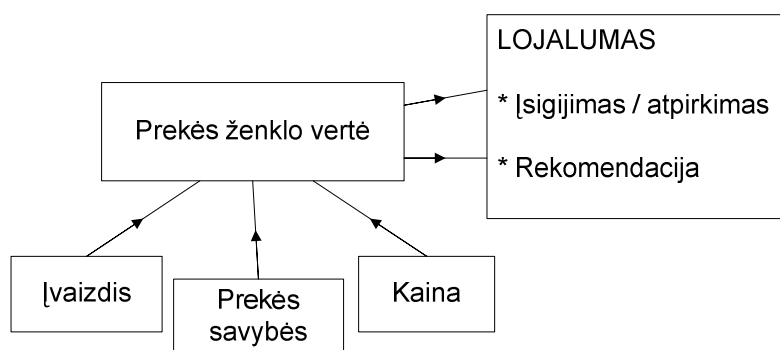 LOJALUMAS
* Įsigijimas / atpirkimas
* Rekomendacija
Prekės ženklo vertė
Įvaizdis
Prekės
savybės
Kaina